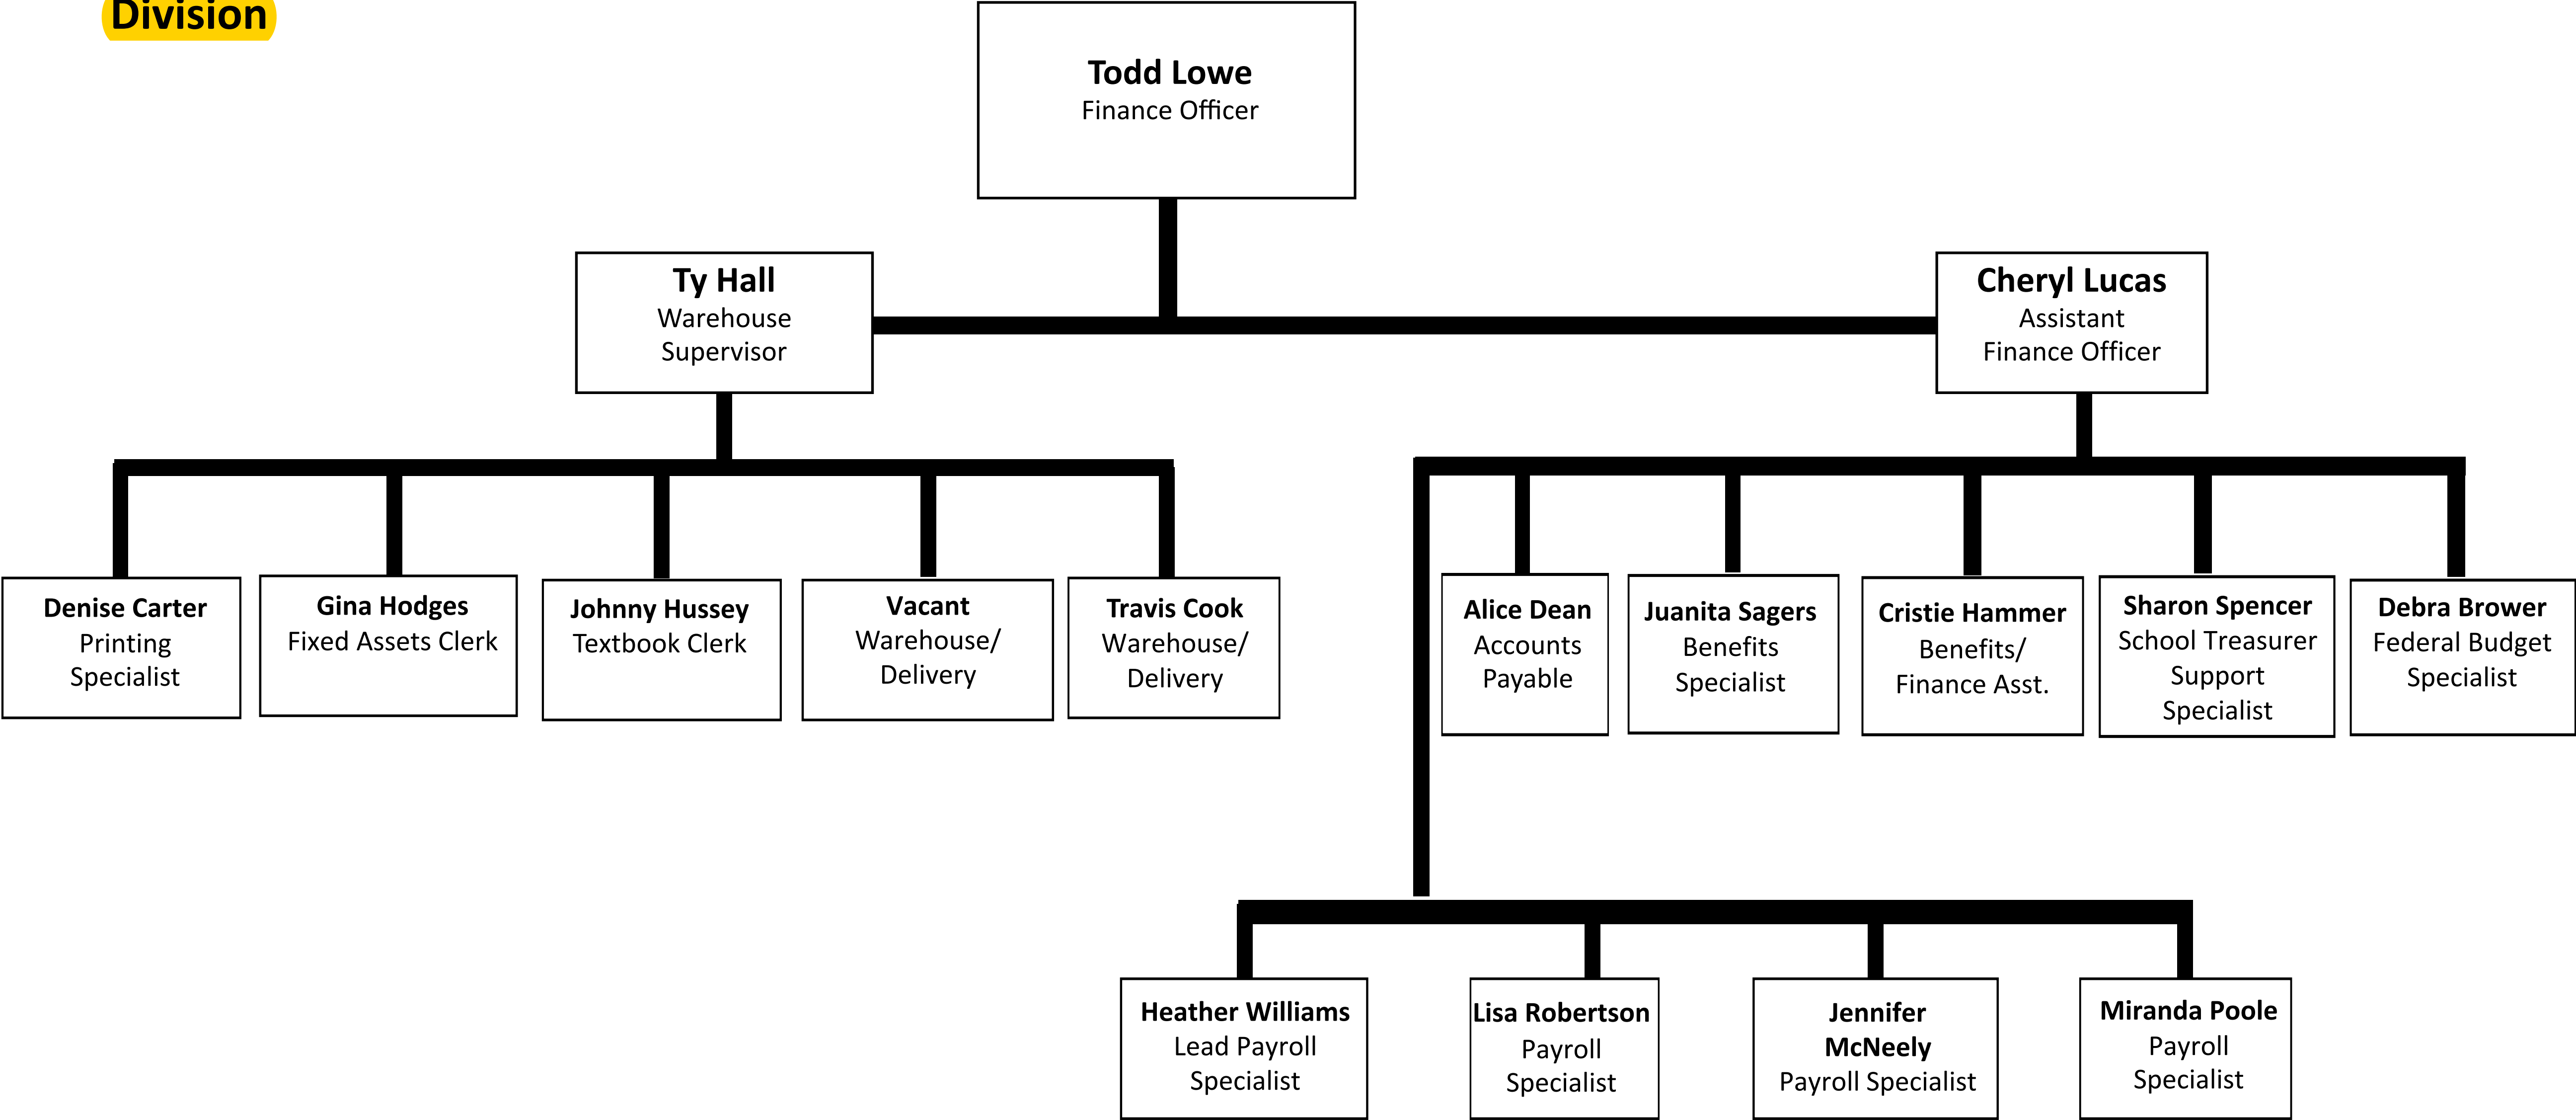 Division
Todd Lowe
Finance Officer
Ty Hall
Warehouse
Supervisor
Cheryl Lucas
Assistant
Finance Officer
Denise Carter
Printing
Specialist
Gina Hodges
Fixed Assets Clerk
Johnny Hussey
Textbook Clerk
Vacant
Warehouse/
Delivery
Travis Cook
Warehouse/
Delivery
Alice Dean
Accounts
Payable
Juanita Sagers
Benefits
Specialist
Cristie Hammer
Benefits/
Finance Asst.
Sharon Spencer
School Treasurer
Support
Specialist
Debra Brower
Federal Budget
Specialist
Heather Williams
Lead Payroll
Specialist
Lisa Robertson
Payroll
Specialist
Jennifer
McNeely
Payroll Specialist
Miranda Poole
Payroll
Specialist